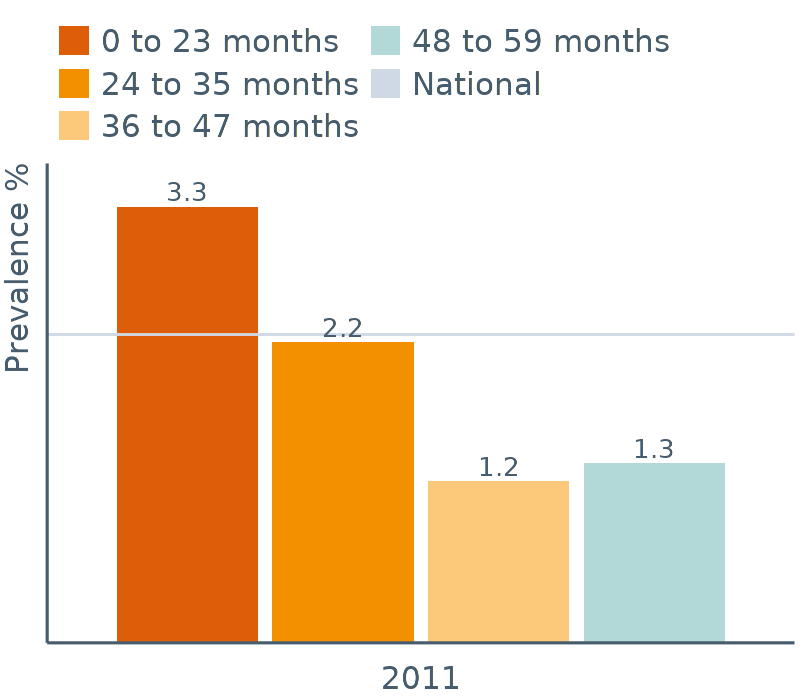 0 to 23 months
24 to 35 months
36 to 47 months
48 to 59 months
National
Prevalence %
3.3
2.2
1.2
1.3
2011